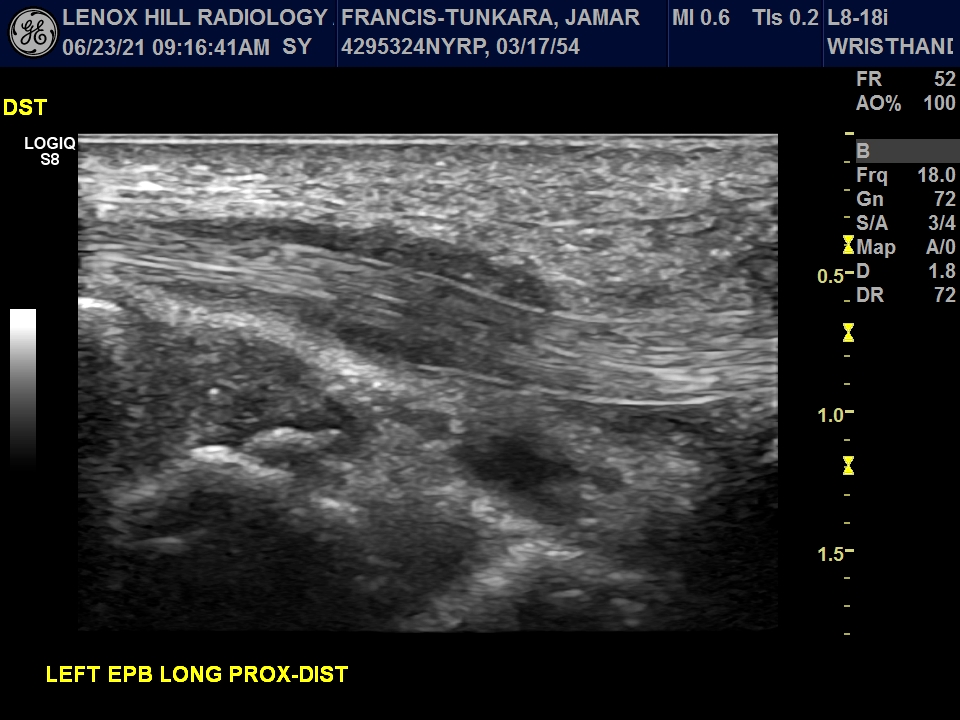 LENOX HILL RADIOLOGY
FRANCIS-TUNKARA, JAMAR
MI 0.6 TIs 0.2
L8-18i
06/23/21 09:16:41AM SY
4295324NYRP, 03/17/54
WRISTHAND
FR 52
AO% 100
DST
LOGIQ
S8
B
Frq 18.0
Gn 72
S/A 3/4
Map A/0
D 1.8
DR 72
0.5
1.0
1.5
LEFT EPB LONG PROX-DIST